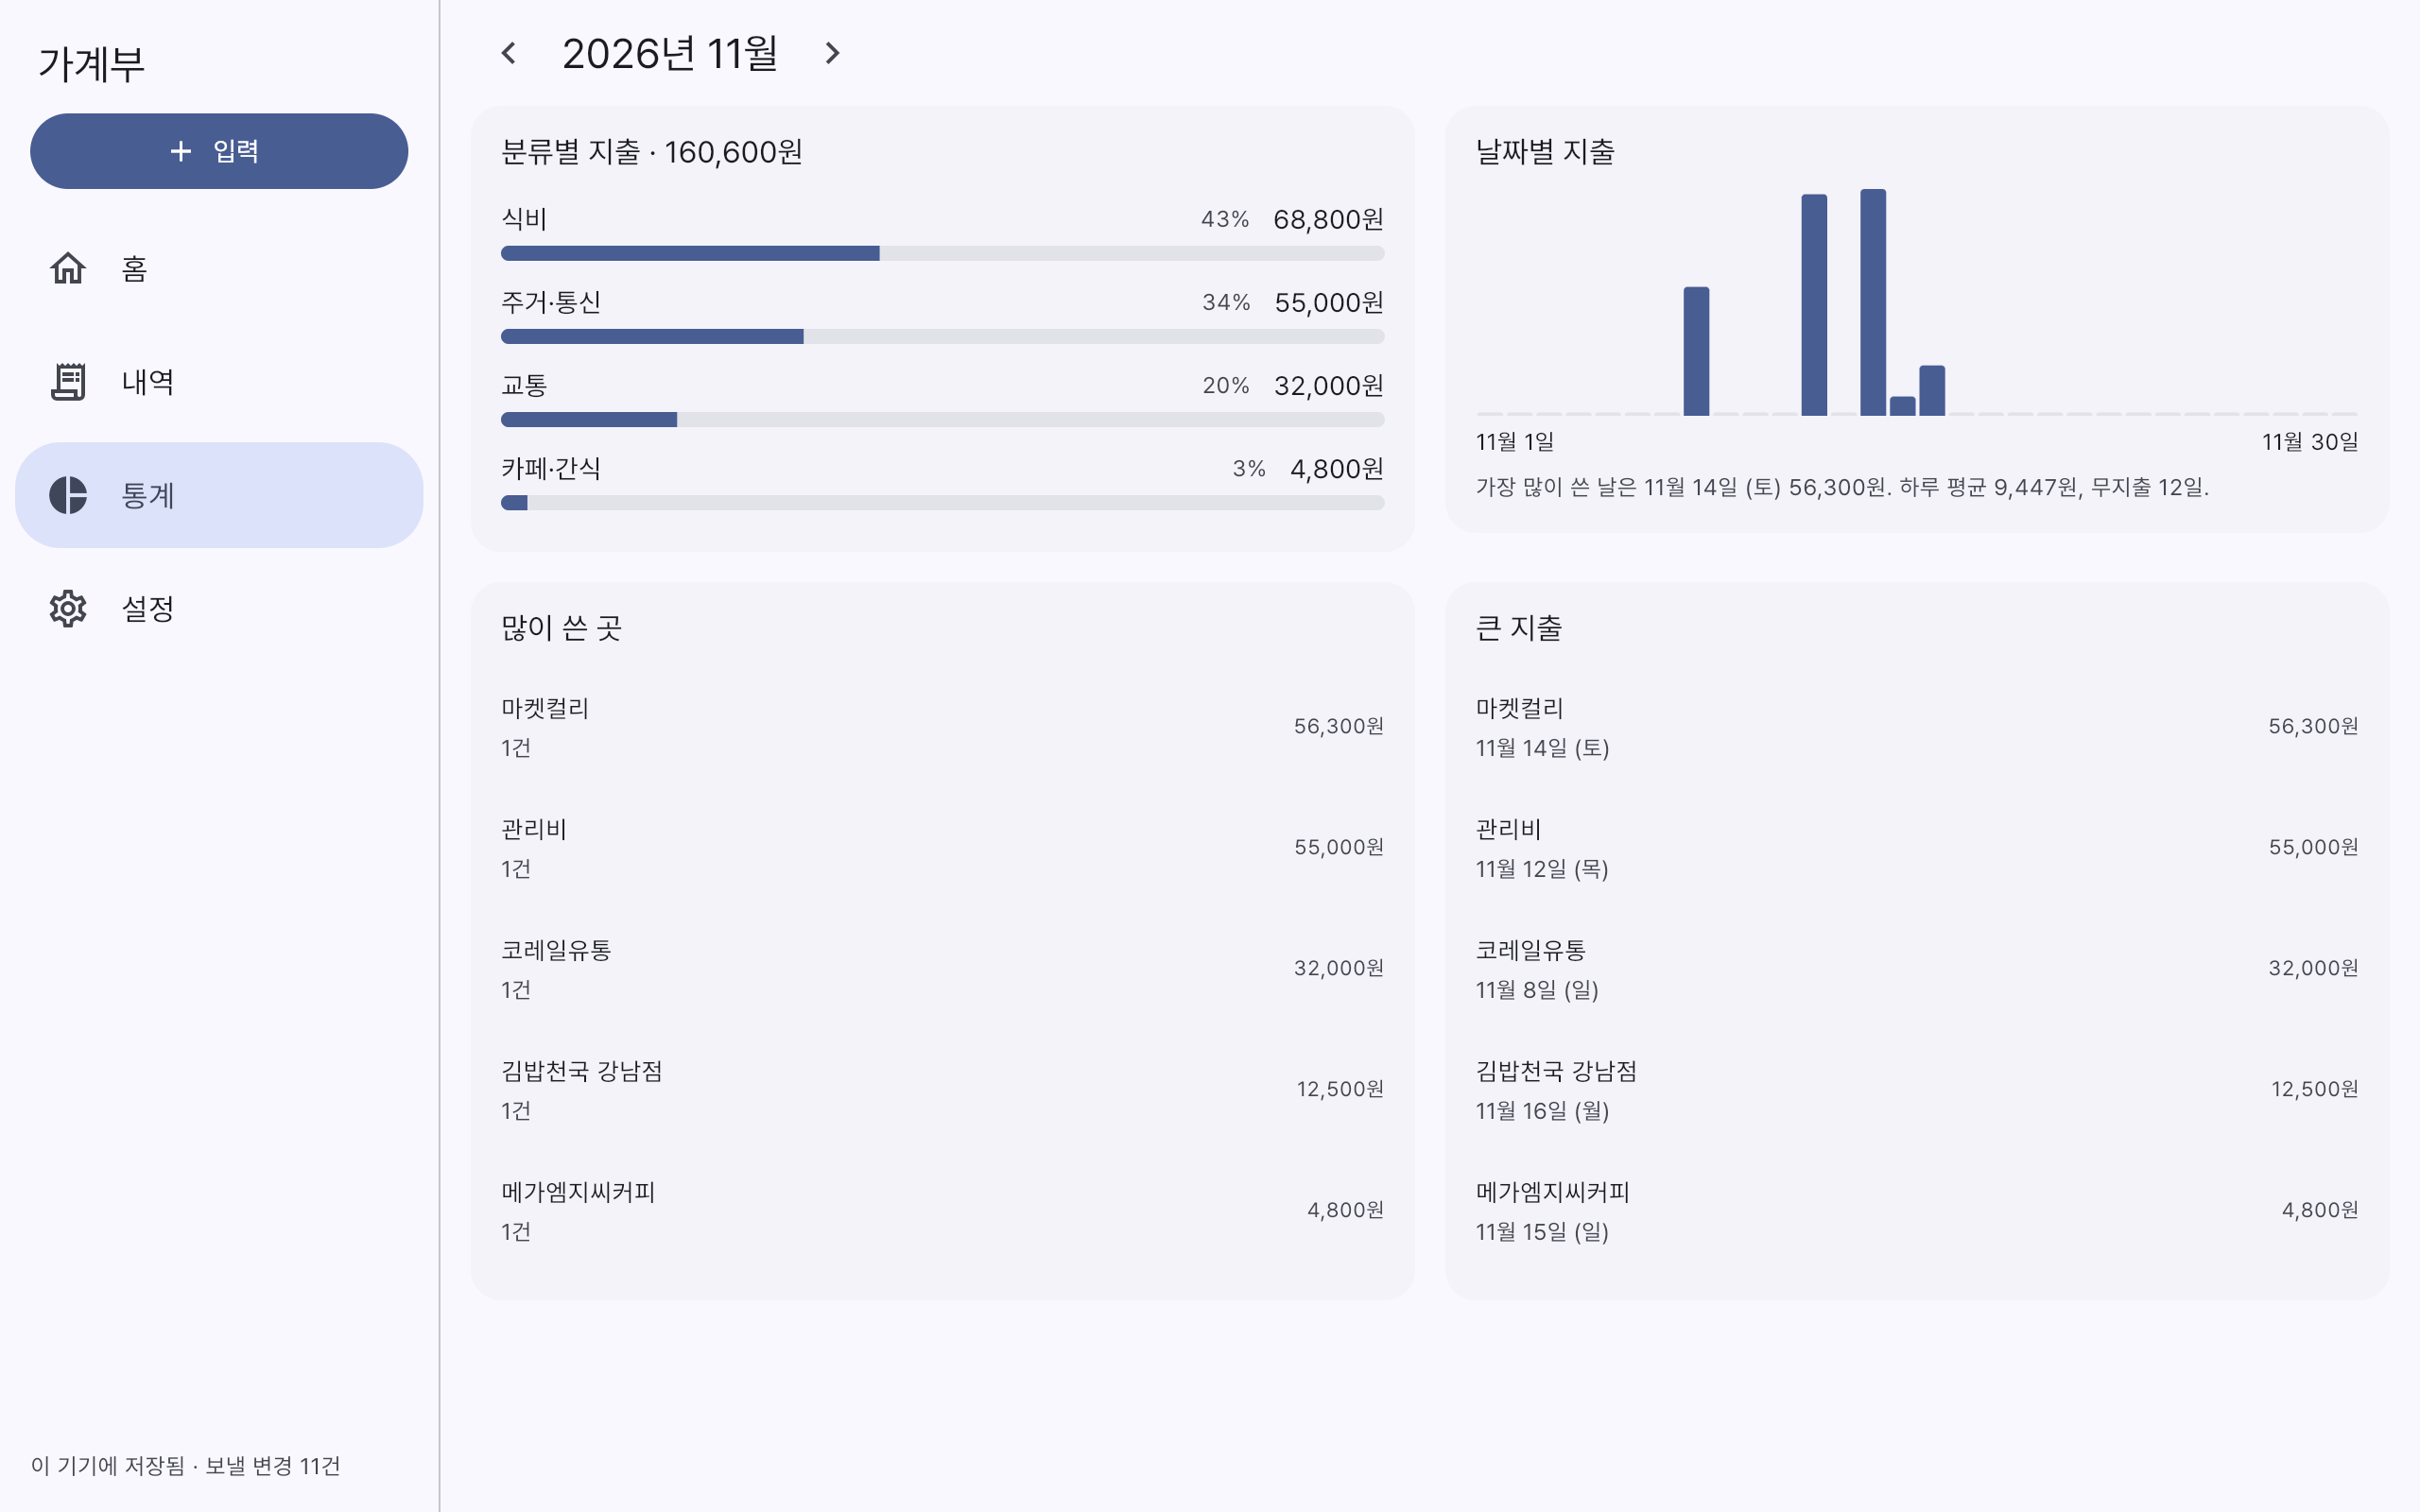 가계부
+ 입력
홈
내역
통계
설정
이 기기에 저장됨 · 보낼 변경 11건
2026년 11월
분류별 지출 · 160,600원
식비 43% 68,800원
주거·통신 34% 55,000원
교통 20% 32,000원
카페·간식 3% 4,800원
날짜별 지출
11월 1일 11월 30일
가장 많이 쓴 날은 11월 14일 (토) 56,300원. 하루 평균 9,447원, 무지출 12일.
많이 쓴 곳
마켓컬리
1건
56,300원
관리비
1건
55,000원
코레일유통
1건
32,000원
김밥천국 강남점
1건
12,500원
메가엠지씨커피
1건
4,800원
큰 지출
마켓컬리
11월 14일 (토)
56,300원
관리비
11월 12일 (목)
55,000원
코레일유통
11월 8일 (일)
32,000원
김밥천국 강남점
11월 16일 (월)
12,500원
메가엠지씨커피
11월 15일 (일)
4,800원